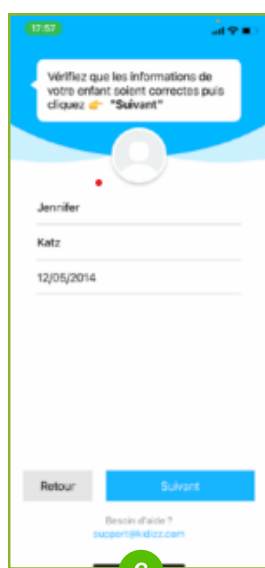 17:57
Vérifiez que les informations de
votre enfant soient correctes puis
cliquez 👉 "Suivant"
Jennifer
Katz
12/05/2014
Retour Suivant
Besoin d'aide ?
support@kidizz.com